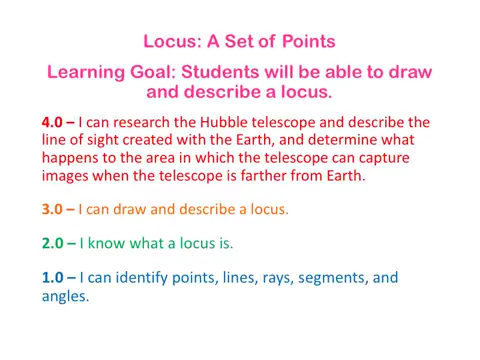 Locus: A Set of Points
Learning Goal: Students will be able to draw
and describe a locus.
4.0 – I can research the Hubble telescope and describe the
line of sight created with the Earth, and determine what
happens to the area in which the telescope can capture
images when the telescope is farther from Earth.
3.0 – I can draw and describe a locus.
2.0 – I know what a locus is.
1.0 – I can identify points, lines, rays, segments, and
angles.